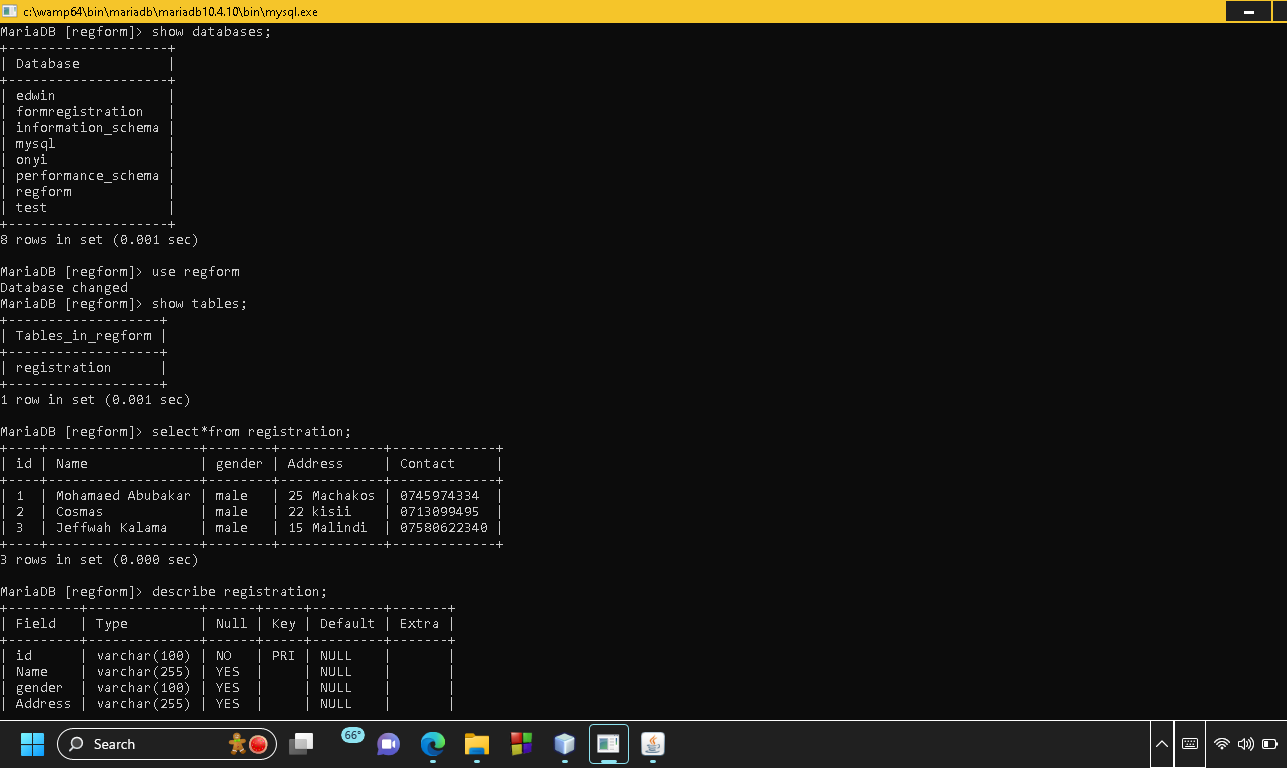 c:\wamp64\bin\mariadb\mariadb10.4.10\bin\mysql.exe
MariaDB [regform]> show databases;
+--------------------+
| Database           |
+--------------------+
| edwin              |
| formregistration   |
| information_schema |
| mysql              |
| onyi               |
| performance_schema |
| regform            |
| test               |
+--------------------+
8 rows in set (0.001 sec)
MariaDB [regform]> use regform
Database changed
MariaDB [regform]> show tables;
+-------------------+
| Tables_in_regform |
+-------------------+
| registration      |
+-------------------+
1 row in set (0.001 sec)
MariaDB [regform]> select*from registration;
+----+-------------------+--------+-------------+-------------+
| id | Name              | gender | Address     | Contact     |
+----+-------------------+--------+-------------+-------------+
| 1  | Mohamaed Abubakar | male   | 25 Machakos | 0745974334  |
| 2  | Cosmas            | male   | 22 kisii    | 0713099495  |
| 3  | Jeffwah Kalama    | male   | 15 Malindi  | 07580622340 |
+----+-------------------+--------+-------------+-------------+
3 rows in set (0.000 sec)
MariaDB [regform]> describe registration;
+---------+--------------+------+-----+---------+-------+
| Field   | Type         | Null | Key | Default | Extra |
+---------+--------------+------+-----+---------+-------+
| id      | varchar(100) | NO   | PRI | NULL    |       |
| Name    | varchar(255) | YES  |     | NULL    |       |
| gender  | varchar(100) | YES  |     | NULL    |       |
| Address | varchar(255) | YES  |     | NULL    |       |
Search
66°